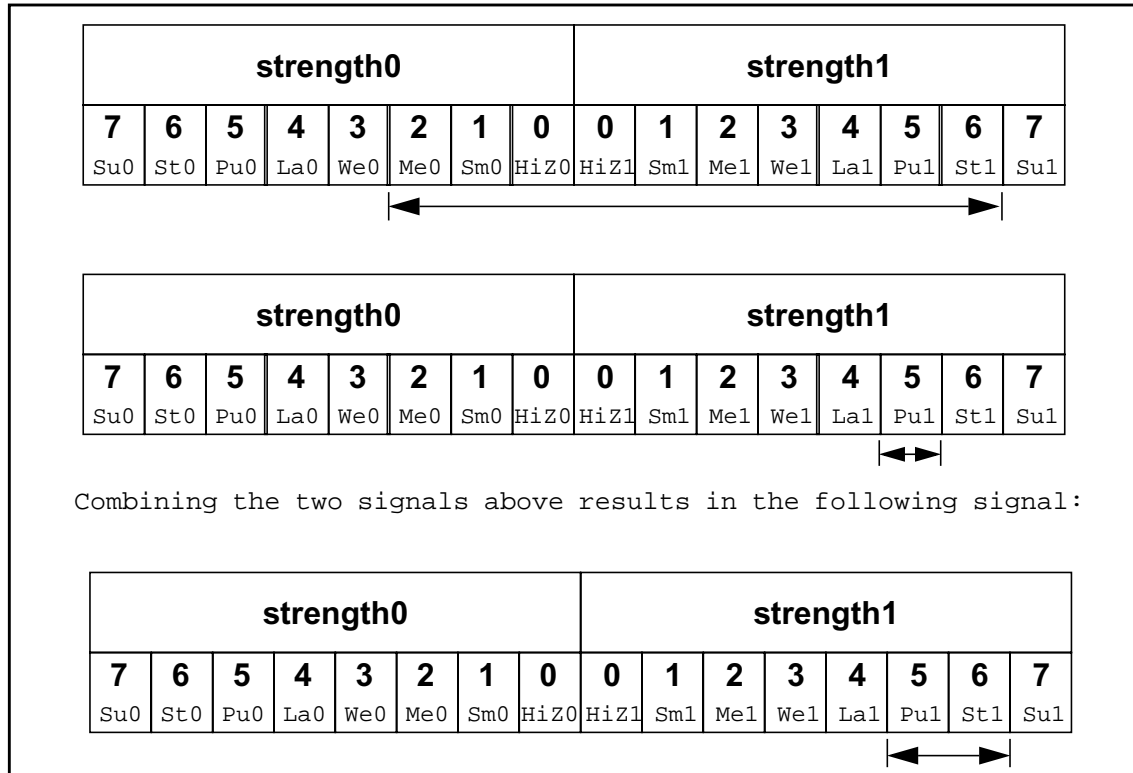 strength0 strength1
7 6 5 4 3 2 1 0 0 1 2 3 4 5 6 7
Su0 St0 Pu0 La0 We0 Me0 Sm0 HiZ0 HiZ1 Sm1 Me1 We1 La1 Pu1 St1 Su1
strength0 strength1
7 6 5 4 3 2 1 0 0 1 2 3 4 5 6 7
Su0 St0 Pu0 La0 We0 Me0 Sm0 HiZ0 HiZ1 Sm1 Me1 We1 La1 Pu1 St1 Su1
Combining the two signals above results in the following signal:
strength0 strength1
7 6 5 4 3 2 1 0 0 1 2 3 4 5 6 7
Su0 St0 Pu0 La0 We0 Me0 Sm0 HiZ0 HiZ1 Sm1 Me1 We1 La1 Pu1 St1 Su1